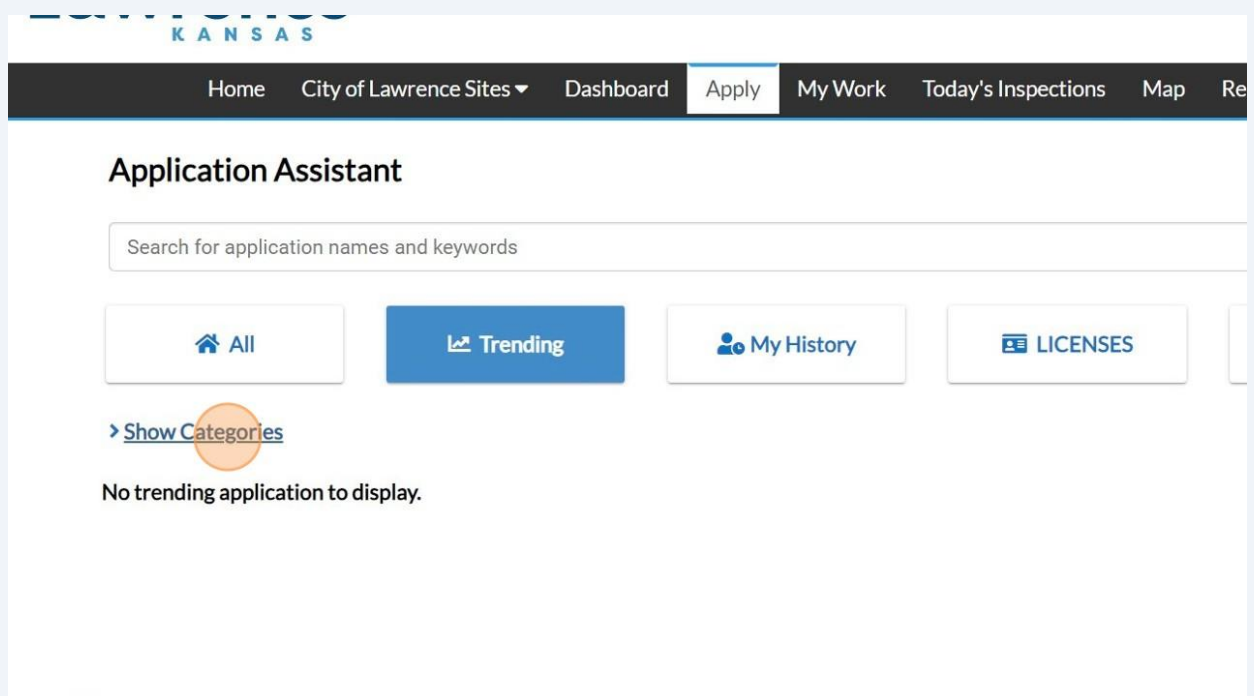 KANSAS
Home City of Lawrence Sites Dashboard Apply My Work Today's Inspections Map Re
Application Assistant
Search for application names and keywords
All Trending My History LICENSES
Show Categories
No trending application to display.